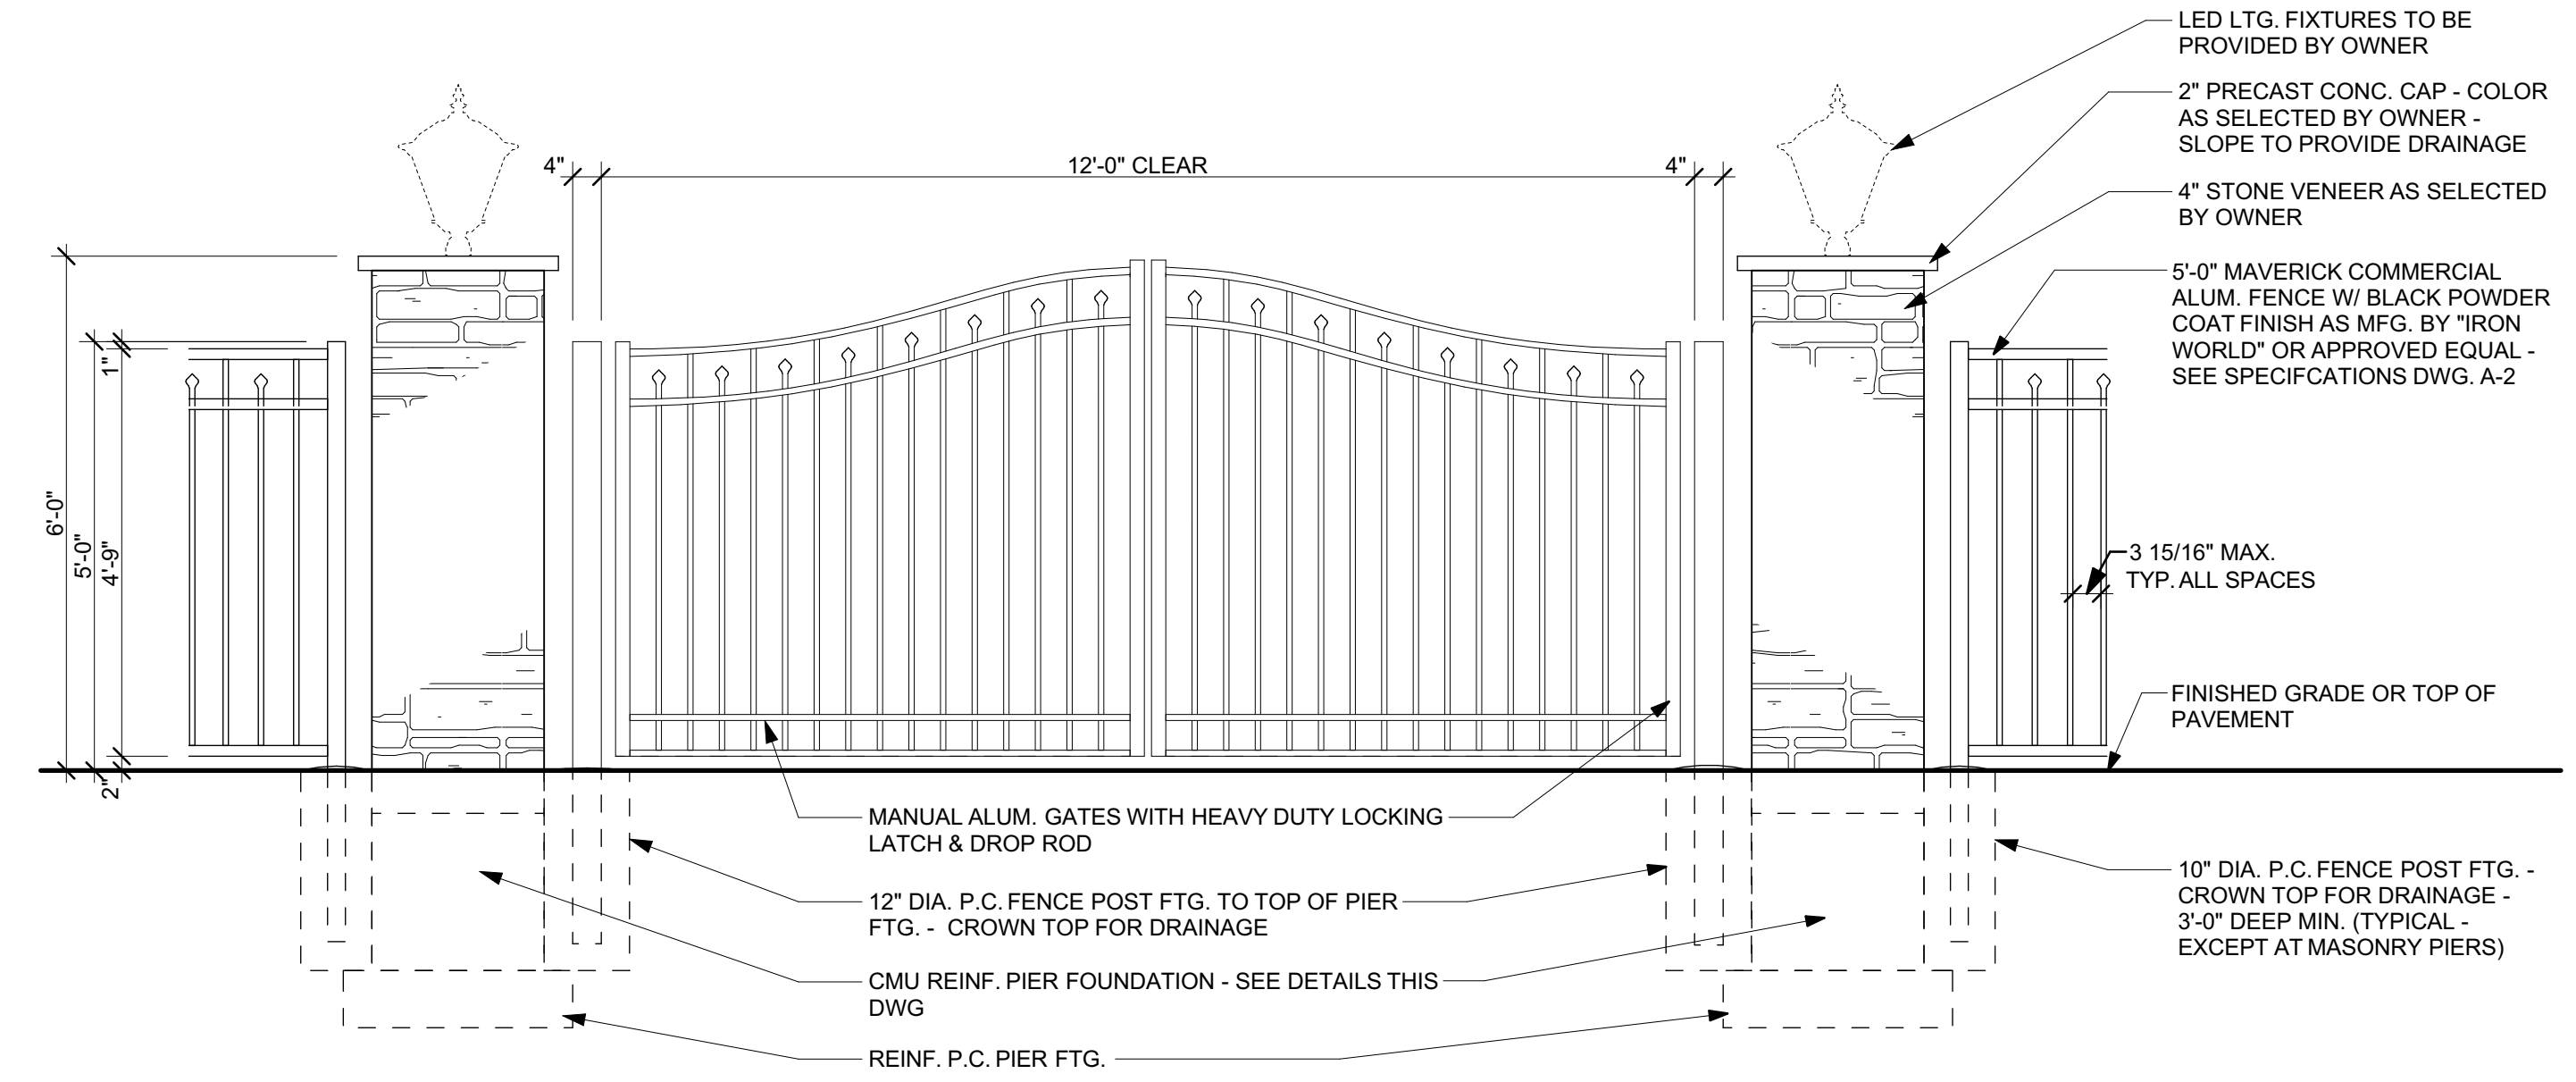 LED LTG. FIXTURES TO BE
PROVIDED BY OWNER
2" PRECAST CONC. CAP - COLOR
AS SELECTED BY OWNER -
SLOPE TO PROVIDE DRAINAGE
4"
12'-0" CLEAR
4"
4" STONE VENEER AS SELECTED
BY OWNER
5'-0" MAVERICK COMMERCIAL
ALUM. FENCE W/ BLACK POWDER
COAT FINISH AS MFG. BY "IRON
WORLD" OR APPROVED EQUAL -
SEE SPECIFCATIONS DWG. A-2
1"
6'-0"
5'-0"
4'-9"
2"
3 15/16" MAX.
TYP. ALL SPACES
FINISHED GRADE OR TOP OF
PAVEMENT
MANUAL ALUM. GATES WITH HEAVY DUTY LOCKING
LATCH & DROP ROD
12" DIA. P.C. FENCE POST FTG. TO TOP OF PIER
FTG. - CROWN TOP FOR DRAINAGE
10" DIA. P.C. FENCE POST FTG. -
CROWN TOP FOR DRAINAGE -
3'-0" DEEP MIN. (TYPICAL -
EXCEPT AT MASONRY PIERS)
CMU REINF. PIER FOUNDATION - SEE DETAILS THIS
DWG
REINF. P.C. PIER FTG.